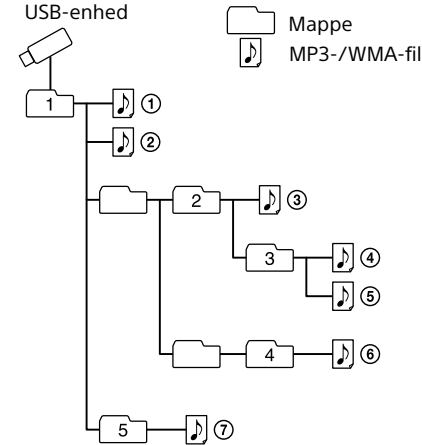 USB-enhed
Mappe
MP3-/WMA-fil
1 ①
②
2 ③
3 ④
⑤
4 ⑥
5 ⑦